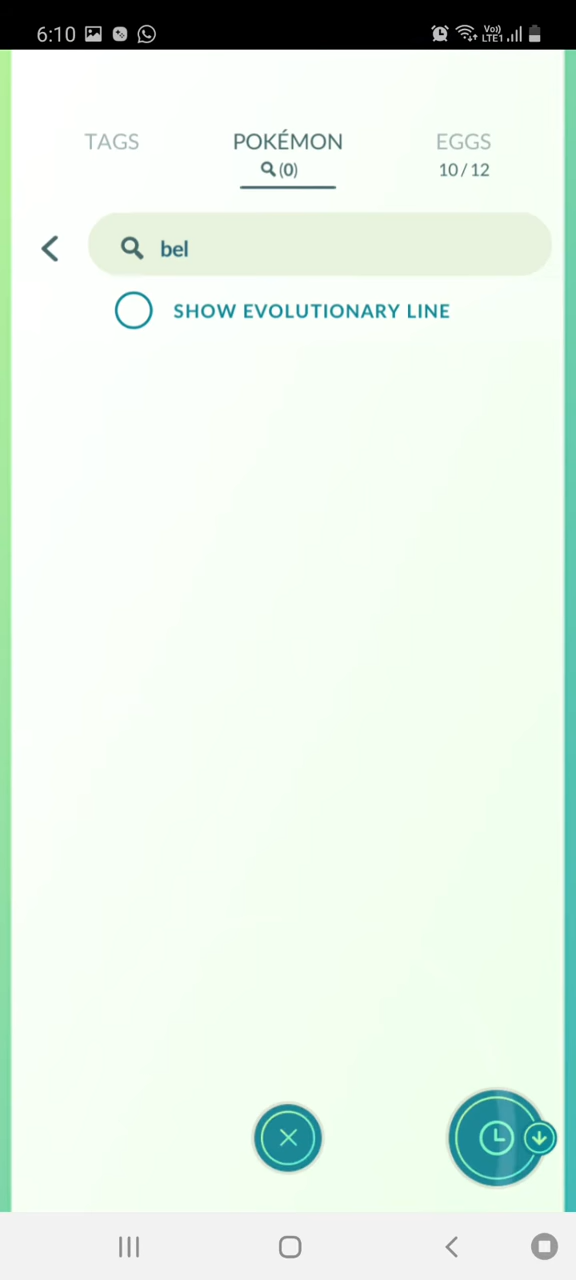 6:10
Vo))
LTE1
TAGS
POKÉMON
EGGS
(0)
10 / 12
bel
SHOW EVOLUTIONARY LINE